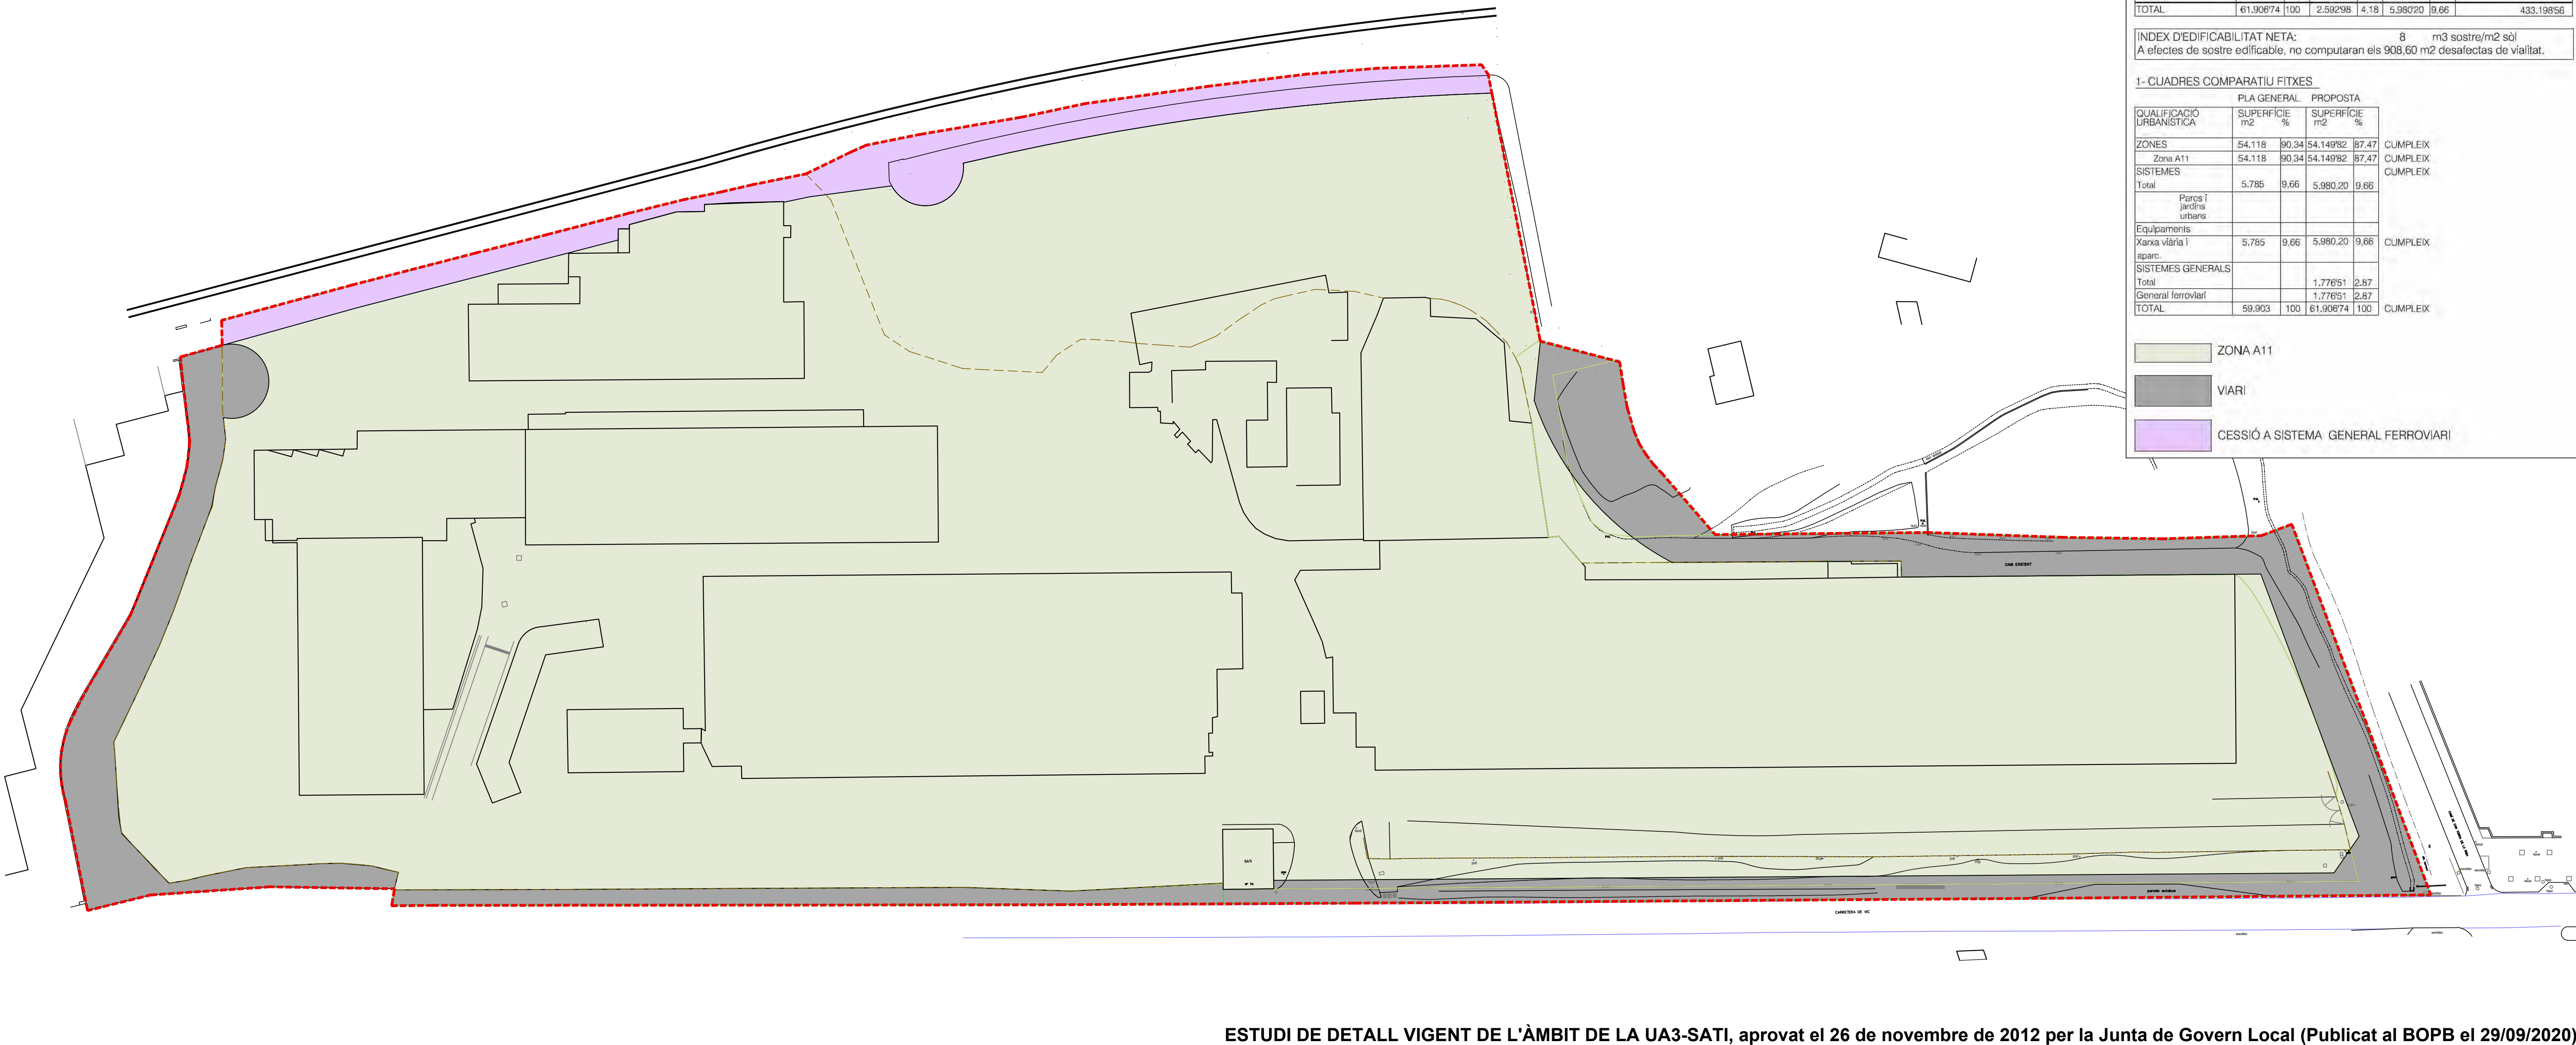 TOTAL 61.906'74 100 2.592'98 4,18 5.980'20 9,66 433.198'56
INDEX D'EDIFICABILITAT NETA: 8 m3 sostre/m2 sòl
A efectes de sostre edificable, no computaran els 908,60 m2 desafectas de vialitat.
1- CUADRES COMPARATIU FITXES
PLA GENERAL PROPOSTA
QUALIFICACIÓ URBANÍSTICA SUPERFÍCIE m2 % SUPERFÍCIE m2 %
ZONES 54.118 90,34 54.149'82 87,47 CUMPLEIX
Zona A11 54.118 90,34 54.149'82 87,47 CUMPLEIX
SISTEMES CUMPLEIX
Total 5.785 9,66 5.980,20 9,66
Parcs i
jardins
urbans
Equipaments
Xarxa viària i 5.785 9,66 5.980,20 9,66 CUMPLEIX
aparc.
SISTEMES GENERALS
Total 1.776'51 2.87
General ferroviari 1.776'51 2.87
TOTAL 59.903 100 61.906'74 100 CUMPLEIX
ZONA A11
VIARI
CESSIÓ A SISTEMA GENERAL FERROVIARI
CAMI EXISTENT
SATI
Nº 76
parada autobus
CARRETERA DE VIC
ESTUDI DE DETALL VIGENT DE L'ÀMBIT DE LA UA3-SATI, aprovat el 26 de novembre de 2012 per la Junta de Govern Local (Publicat al BOPB el 29/09/2020)